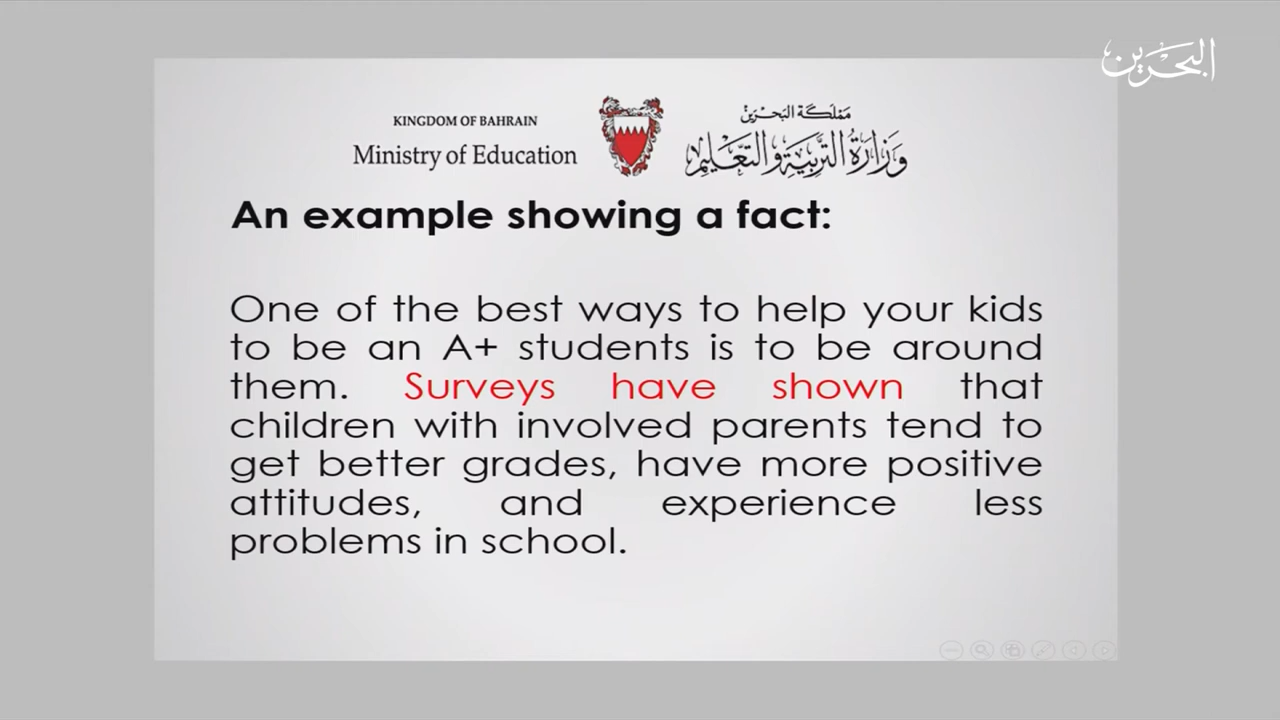 البحرين
KINGDOM OF BAHRAIN
Ministry of Education
مملكة البحرين
وزارة التربية والتعليم
An example showing a fact:
One of the best ways to help your kids
to be an A+ students is to be around
them. Surveys have shown that
children with involved parents tend to
get better grades, have more positive
attitudes, and experience less
problems in school.